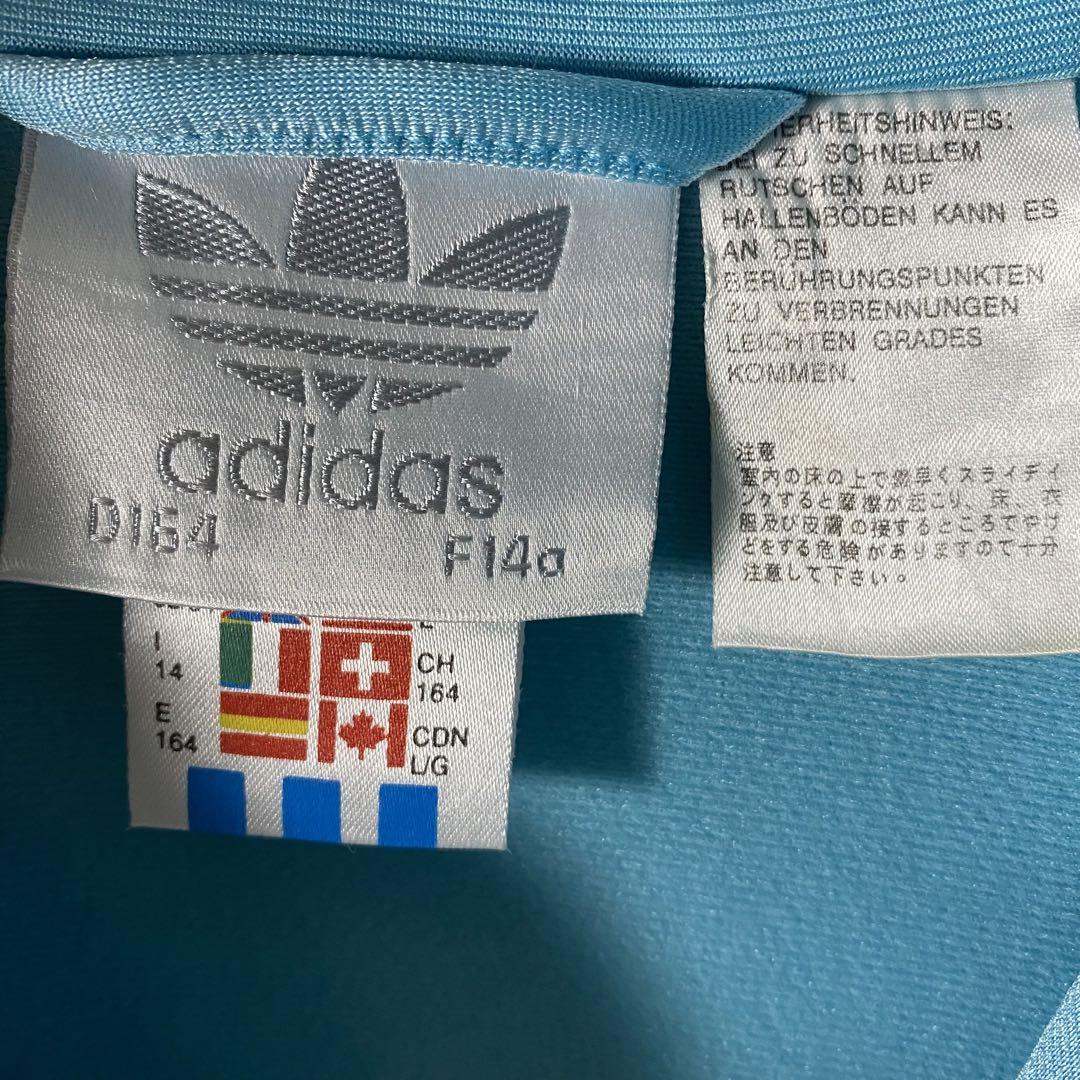 adidas
D164
F14a
I
14
E
164
CH
164
CDN
L/G
ERHEITSHINWEIS:
ZU SCHNELLEM
RUTSCHEN AUF
HALLENBÖDEN KANN ES
AN DEN
BERÜHRUNGSPUNKTEN
ZU VERBRENNUNGEN
LEICHTEN GRADES
KOMMEN.
注意
室内の床の上で余早くスライディ
ングすると摩擦が起こり、床、衣
服及び皮膚の接するところでやけ
どをする危険がありますので十分
注意して下さい。